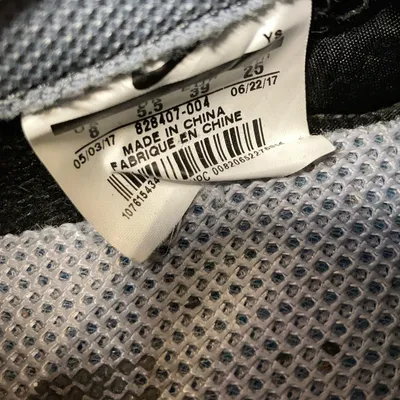 YS
8 5.5 39 25
05/03/17 06/22/17
828407-004
MADE IN CHINA
FABRIQUE EN CHINE